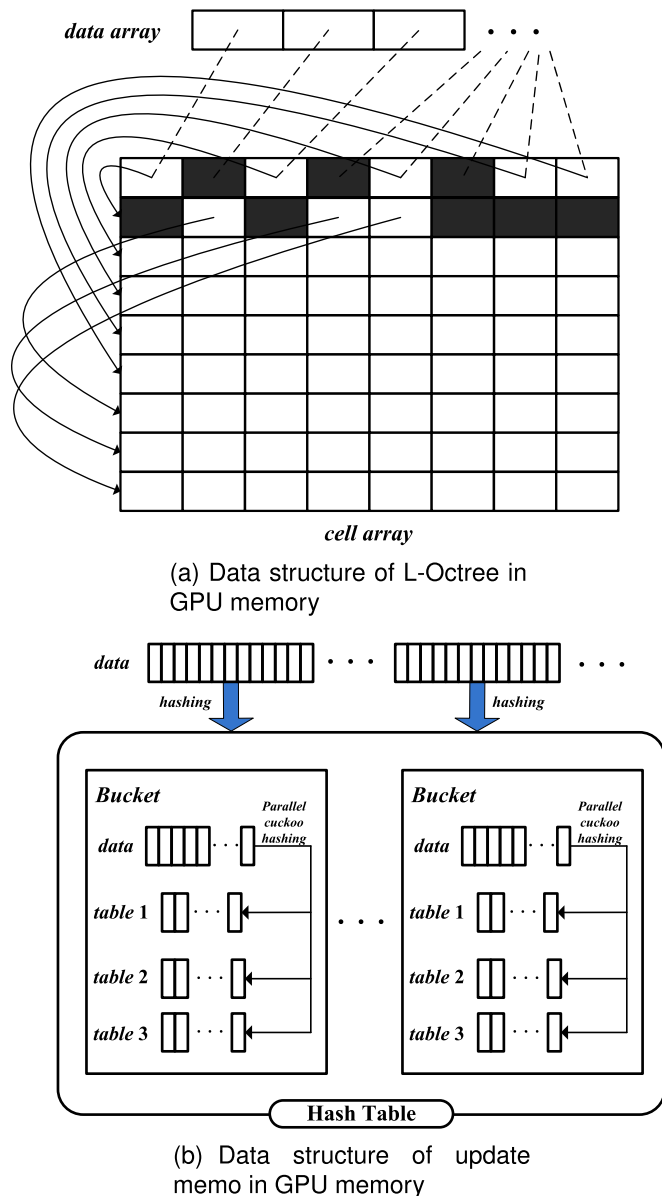 data array
cell array
(a) Data structure of L-Octree in
GPU memory
data
hashing
hashing
Bucket
Parallel
cuckoo
hashing
data
table 1
table 2
table 3
Bucket
Parallel
cuckoo
hashing
data
table 1
table 2
table 3
Hash Table
(b) Data structure of update
memo in GPU memory